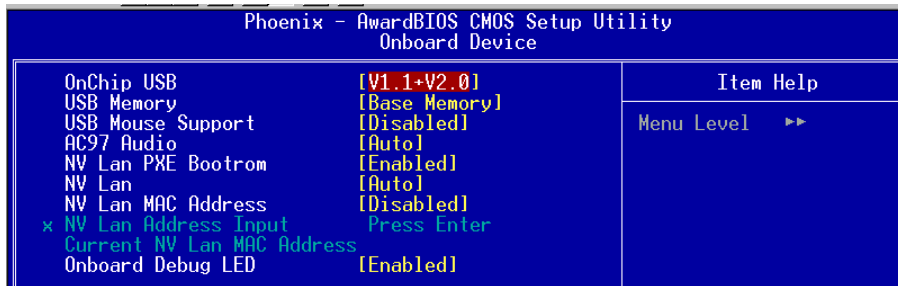 Phoenix - AwardBIOS CMOS Setup Utility
Onboard Device
OnChip USB [V1.1+V2.0]
USB Memory [Base Memory]
USB Mouse Support [Disabled]
AC97 Audio [Auto]
NV Lan PXE Bootrom [Enabled]
NV Lan [Auto]
NV Lan MAC Address [Disabled]
x NV Lan Address Input Press Enter
Current NV Lan MAC Address
Onboard Debug LED [Enabled]
Item Help
Menu Level ▸▸